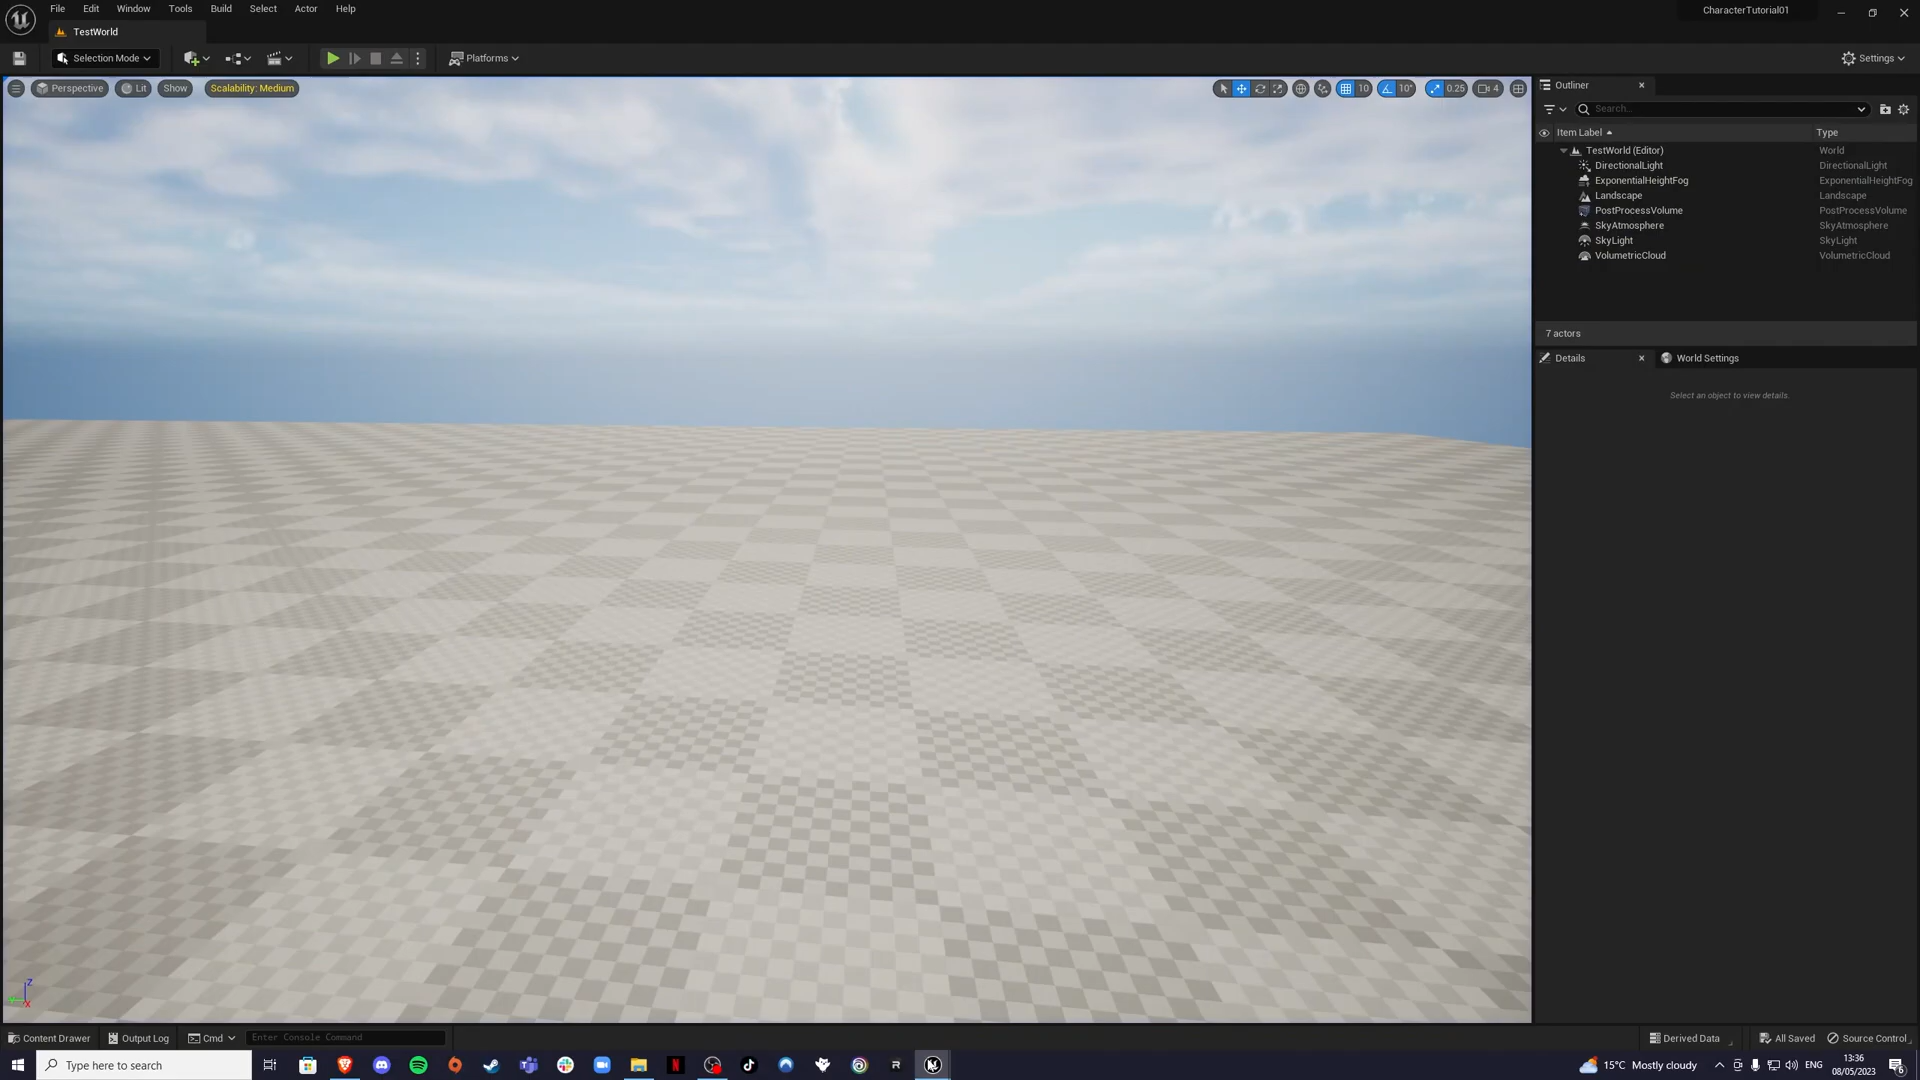 File Edit Window Tools Build Select Actor Help
CharacterTutorial01
TestWorld
Selection Mode
Platforms
Settings
Perspective Lit Show Scalability: Medium
10 10° 0.25 4
Outliner
Search...
Item Label Type
TestWorld (Editor) World
DirectionalLight DirectionalLight
ExponentialHeightFog ExponentialHeightFog
Landscape Landscape
PostProcessVolume PostProcessVolume
SkyAtmosphere SkyAtmosphere
SkyLight SkyLight
VolumetricCloud VolumetricCloud
7 actors
Details World Settings
Select an object to view details.
Z
X
Content Drawer Output Log Cmd Enter Console Command
Derived Data All Saved Source Control
Type here to search
15°C Mostly cloudy ENG
13:36
08/05/2023
6